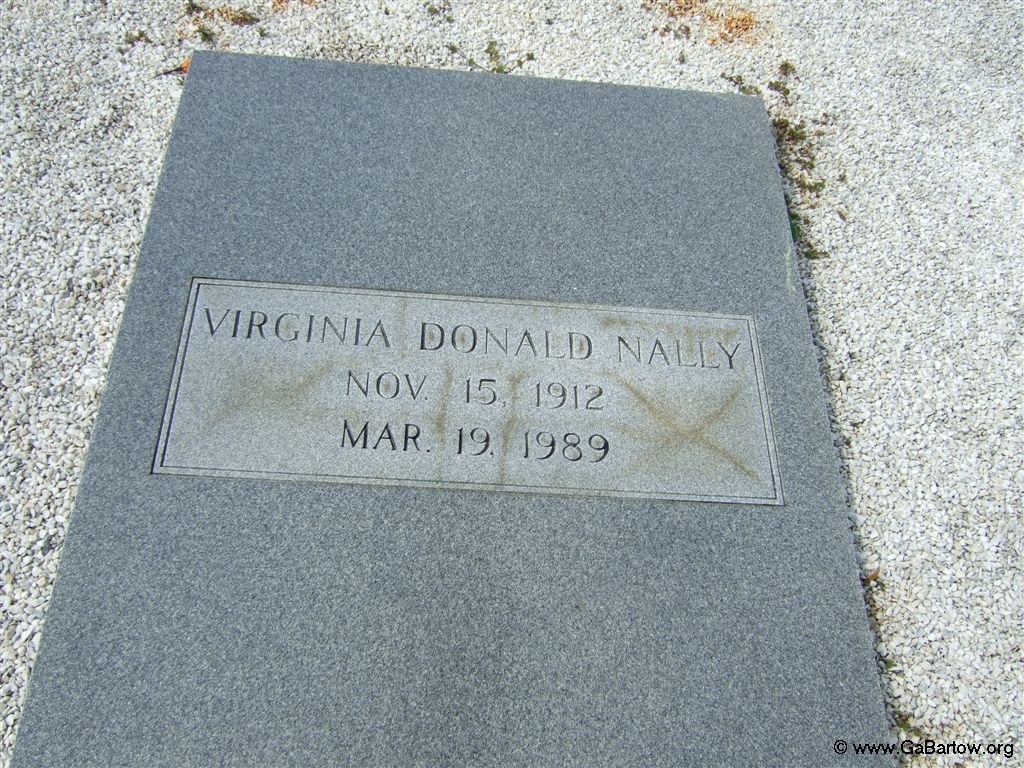 VIRGINIA DONALD NALLY
NOV. 15, 1912
MAR. 19, 1989
© www.GaBartow.org